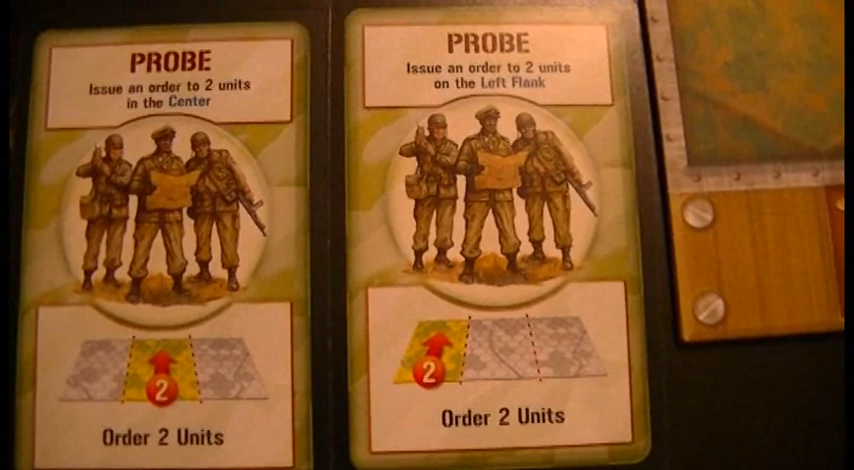 PROBE
Issue an order to 2 units
in the Center
2
Order 2 Units
PROBE
Issue an order to 2 units
on the Left Flank
2
Order 2 Units